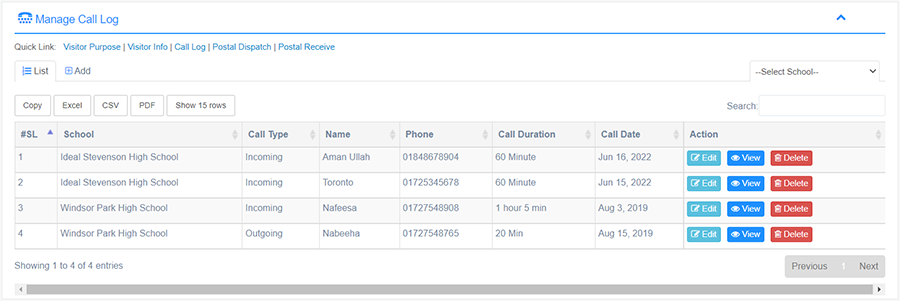 Manage Call Log
Quick Link: Visitor Purpose | Visitor Info | Call Log | Postal Dispatch | Postal Receive
List Add --Select School--
Copy Excel CSV PDF Show 15 rows Search:
#SL School Call Type Name Phone Call Duration Call Date Action
1 Ideal Stevenson High School Incoming Aman Ullah 01848678904 60 Minute Jun 16, 2022 Edit View Delete
2 Ideal Stevenson High School Incoming Toronto 01725345678 60 Minute Jun 15, 2022 Edit View Delete
3 Windsor Park High School Incoming Nafeesa 01727548908 1 hour 5 min Aug 3, 2019 Edit View Delete
4 Windsor Park High School Outgoing Nabeeha 01727548765 20 Min Aug 15, 2019 Edit View Delete
Showing 1 to 4 of 4 entries Previous 1 Next